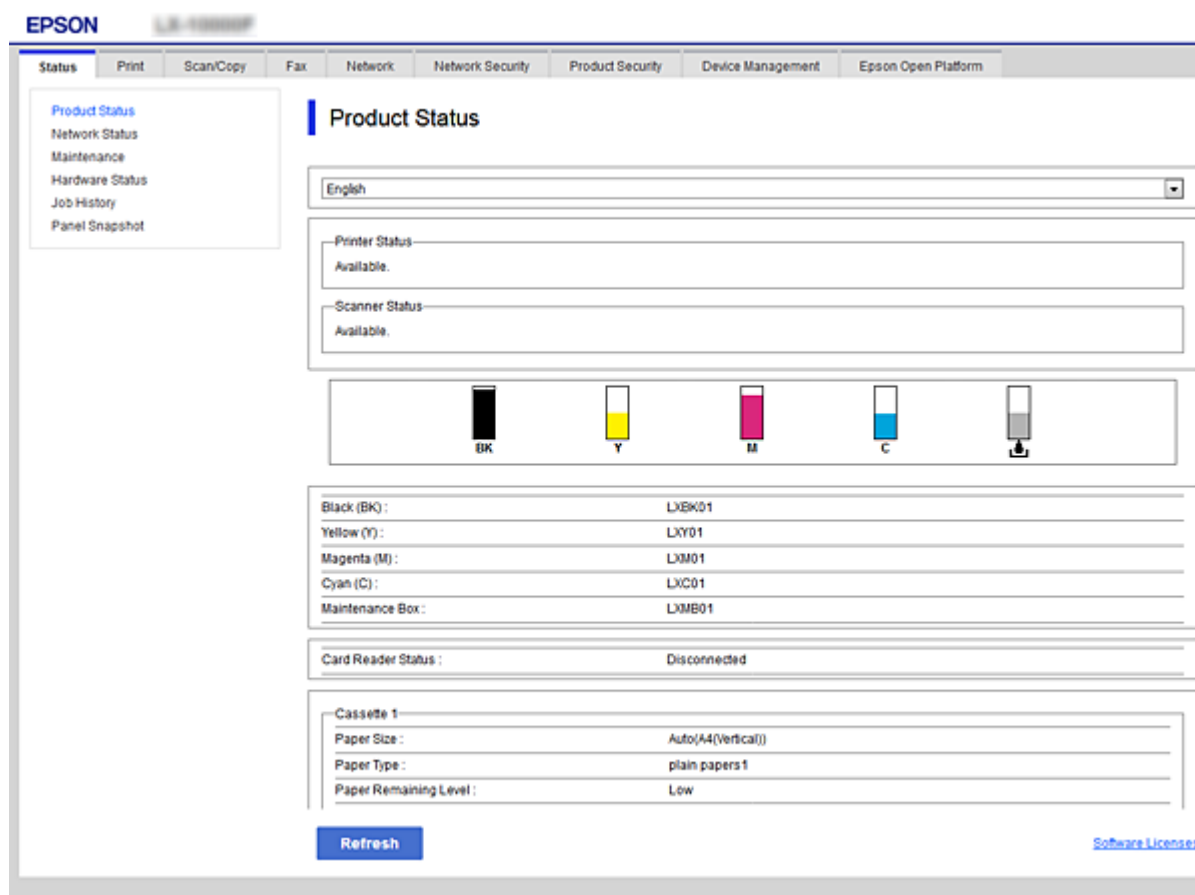 EPSON
Status Print Scan/Copy Fax Network Network Security Product Security Device Management Epson Open Platform
Product Status
Network Status
Maintenance
Hardware Status
Job History
Panel Snapshot
Product Status
English
Printer Status
Available.
Scanner Status
Available.
BK Y M C
Black (BK) : LXBK01
Yellow (Y) : LXY01
Magenta (M) : LXM01
Cyan (C) : LXC01
Maintenance Box : LXMB01
Card Reader Status : Disconnected
Cassette 1
Paper Size : Auto(A4(Vertical))
Paper Type : plain papers1
Paper Remaining Level : Low
Refresh
Software Licenses